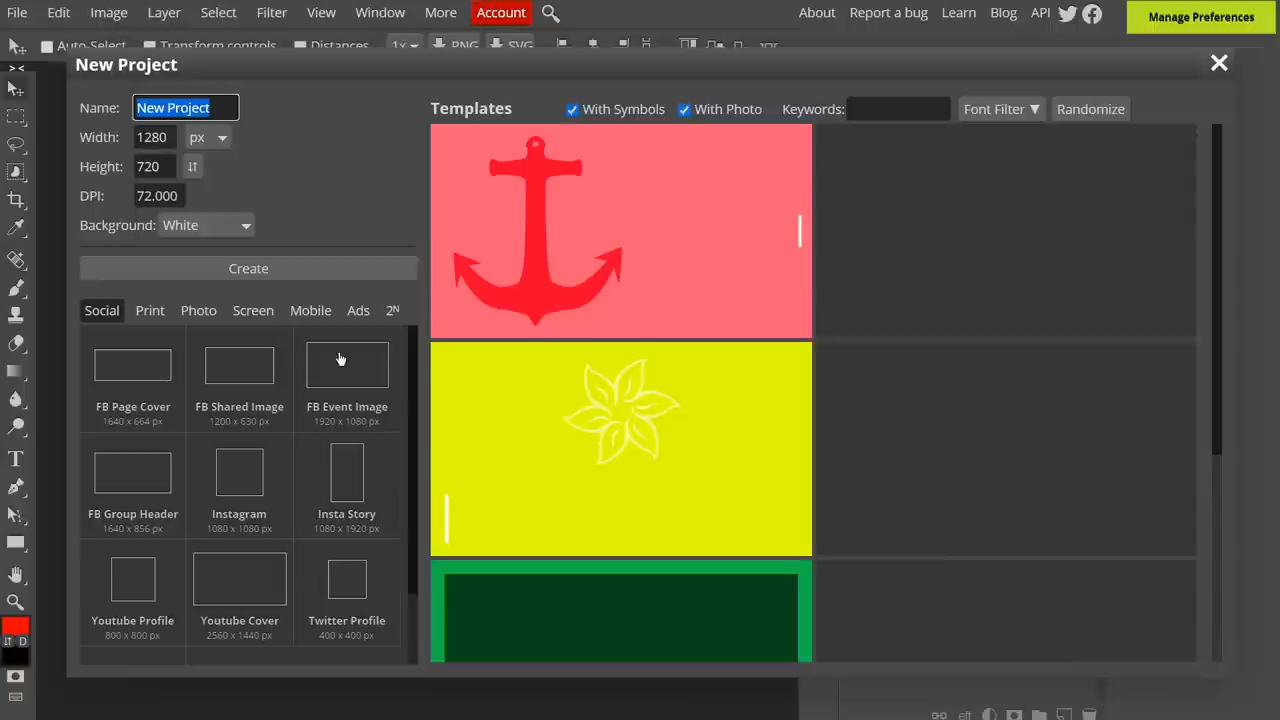 File Edit Image Layer Select Filter View Window More Account About Report a bug Learn Blog API Manage Preferences
Auto-Select Transform controls Distances 1x PNG SVG
> <
New Project
Name: New Project
Width: 1280 px
Height: 720
DPI: 72.000
Background: White
Create
Social Print Photo Screen Mobile Ads 2N
FB Page Cover
1640 x 664 px
FB Shared Image
1200 x 630 px
FB Event Image
1920 x 1080 px
FB Group Header
1640 x 856 px
Instagram
1080 x 1080 px
Insta Story
1080 x 1920 px
Youtube Profile
800 x 800 px
Youtube Cover
2560 x 1440 px
Twitter Profile
400 x 400 px
Templates With Symbols With Photo Keywords: Font Filter ▼ Randomize
D
eff